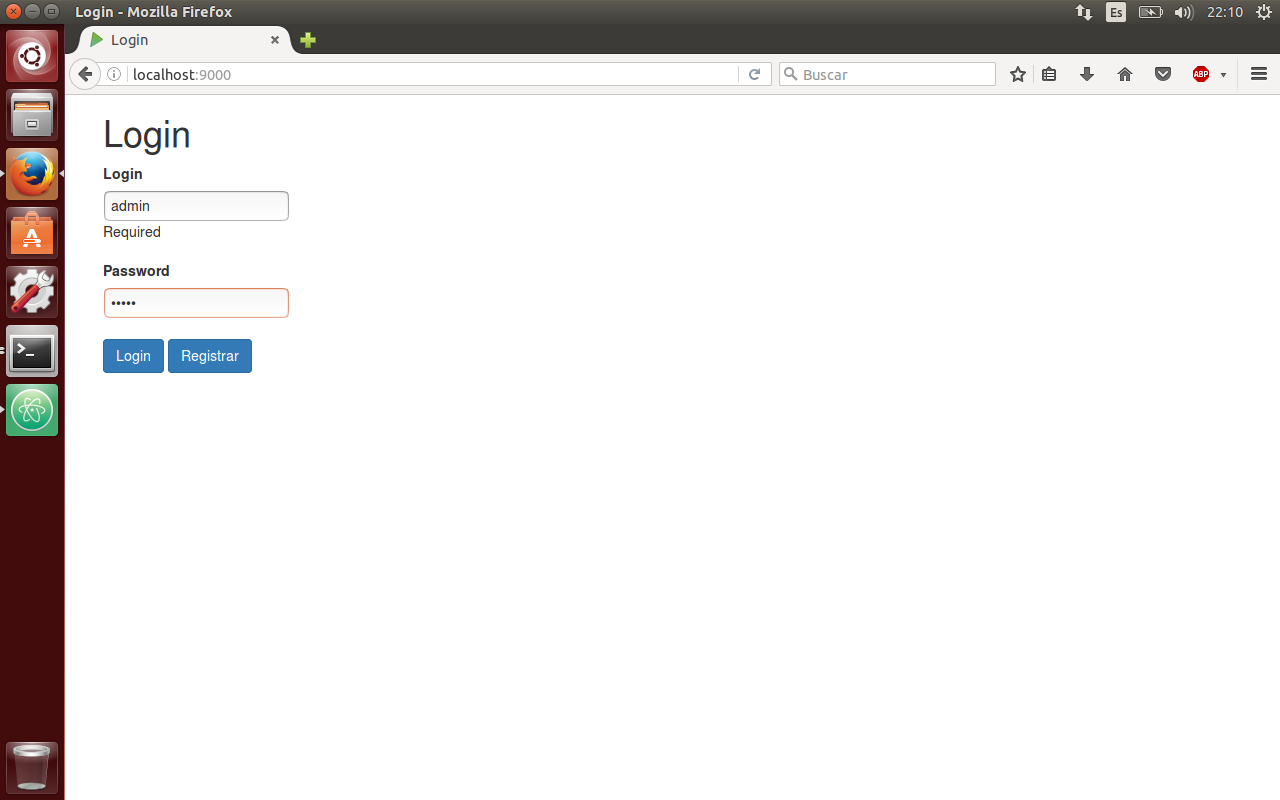 Login - Mozilla Firefox
Es
22:10
Login
localhost:9000
Buscar
ABP
Login
Login
admin
Required
Password
•••••
Login Registrar